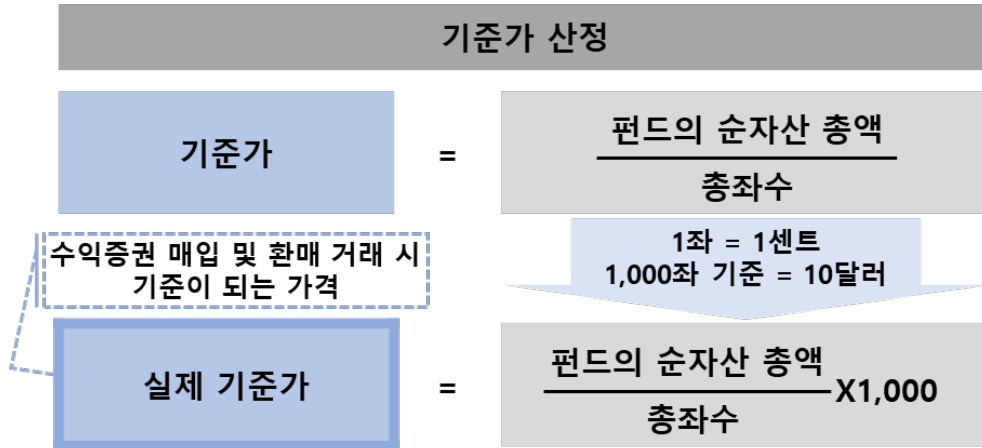 기준가 산정
기준가
=
펀드의 순자산 총액
총좌수
수익증권 매입 및 환매 거래 시
기준이 되는 가격
1좌 = 1센트
1,000좌 기준 = 10달러
실제 기준가
=
펀드의 순자산 총액
총좌수
X1,000